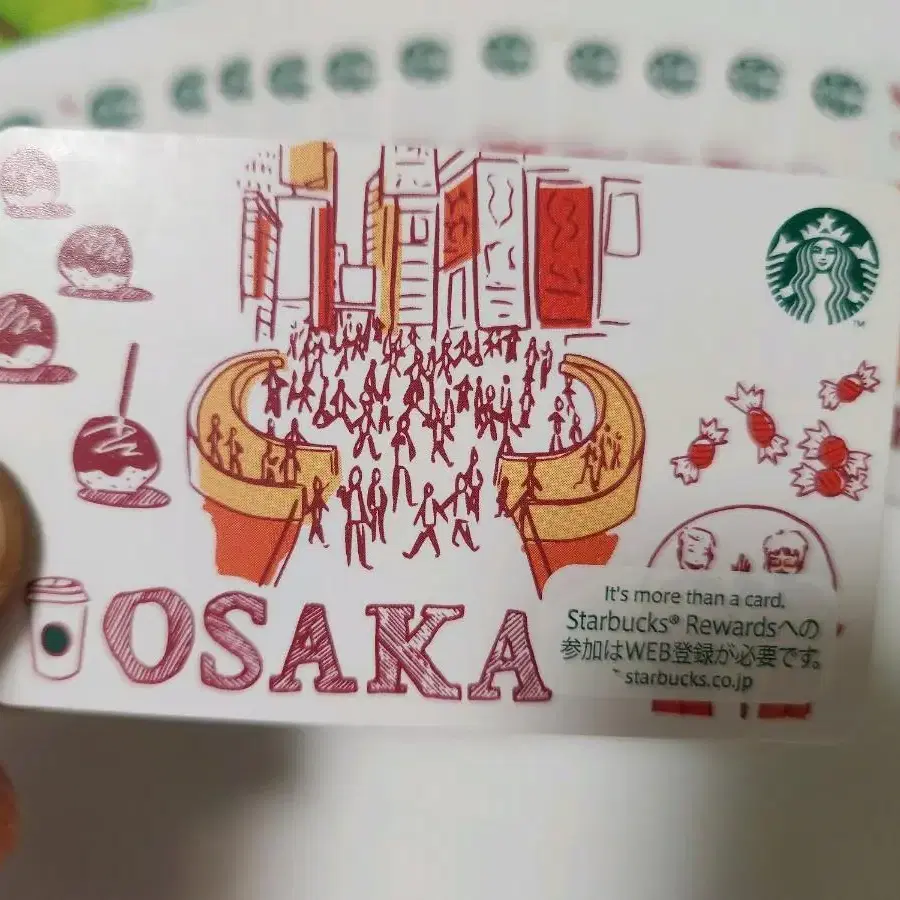 ™
OSAKA
It's more than a card.
Starbucks® Rewardsへの
参加はWEB登録が必要です。
starbucks.co.jp